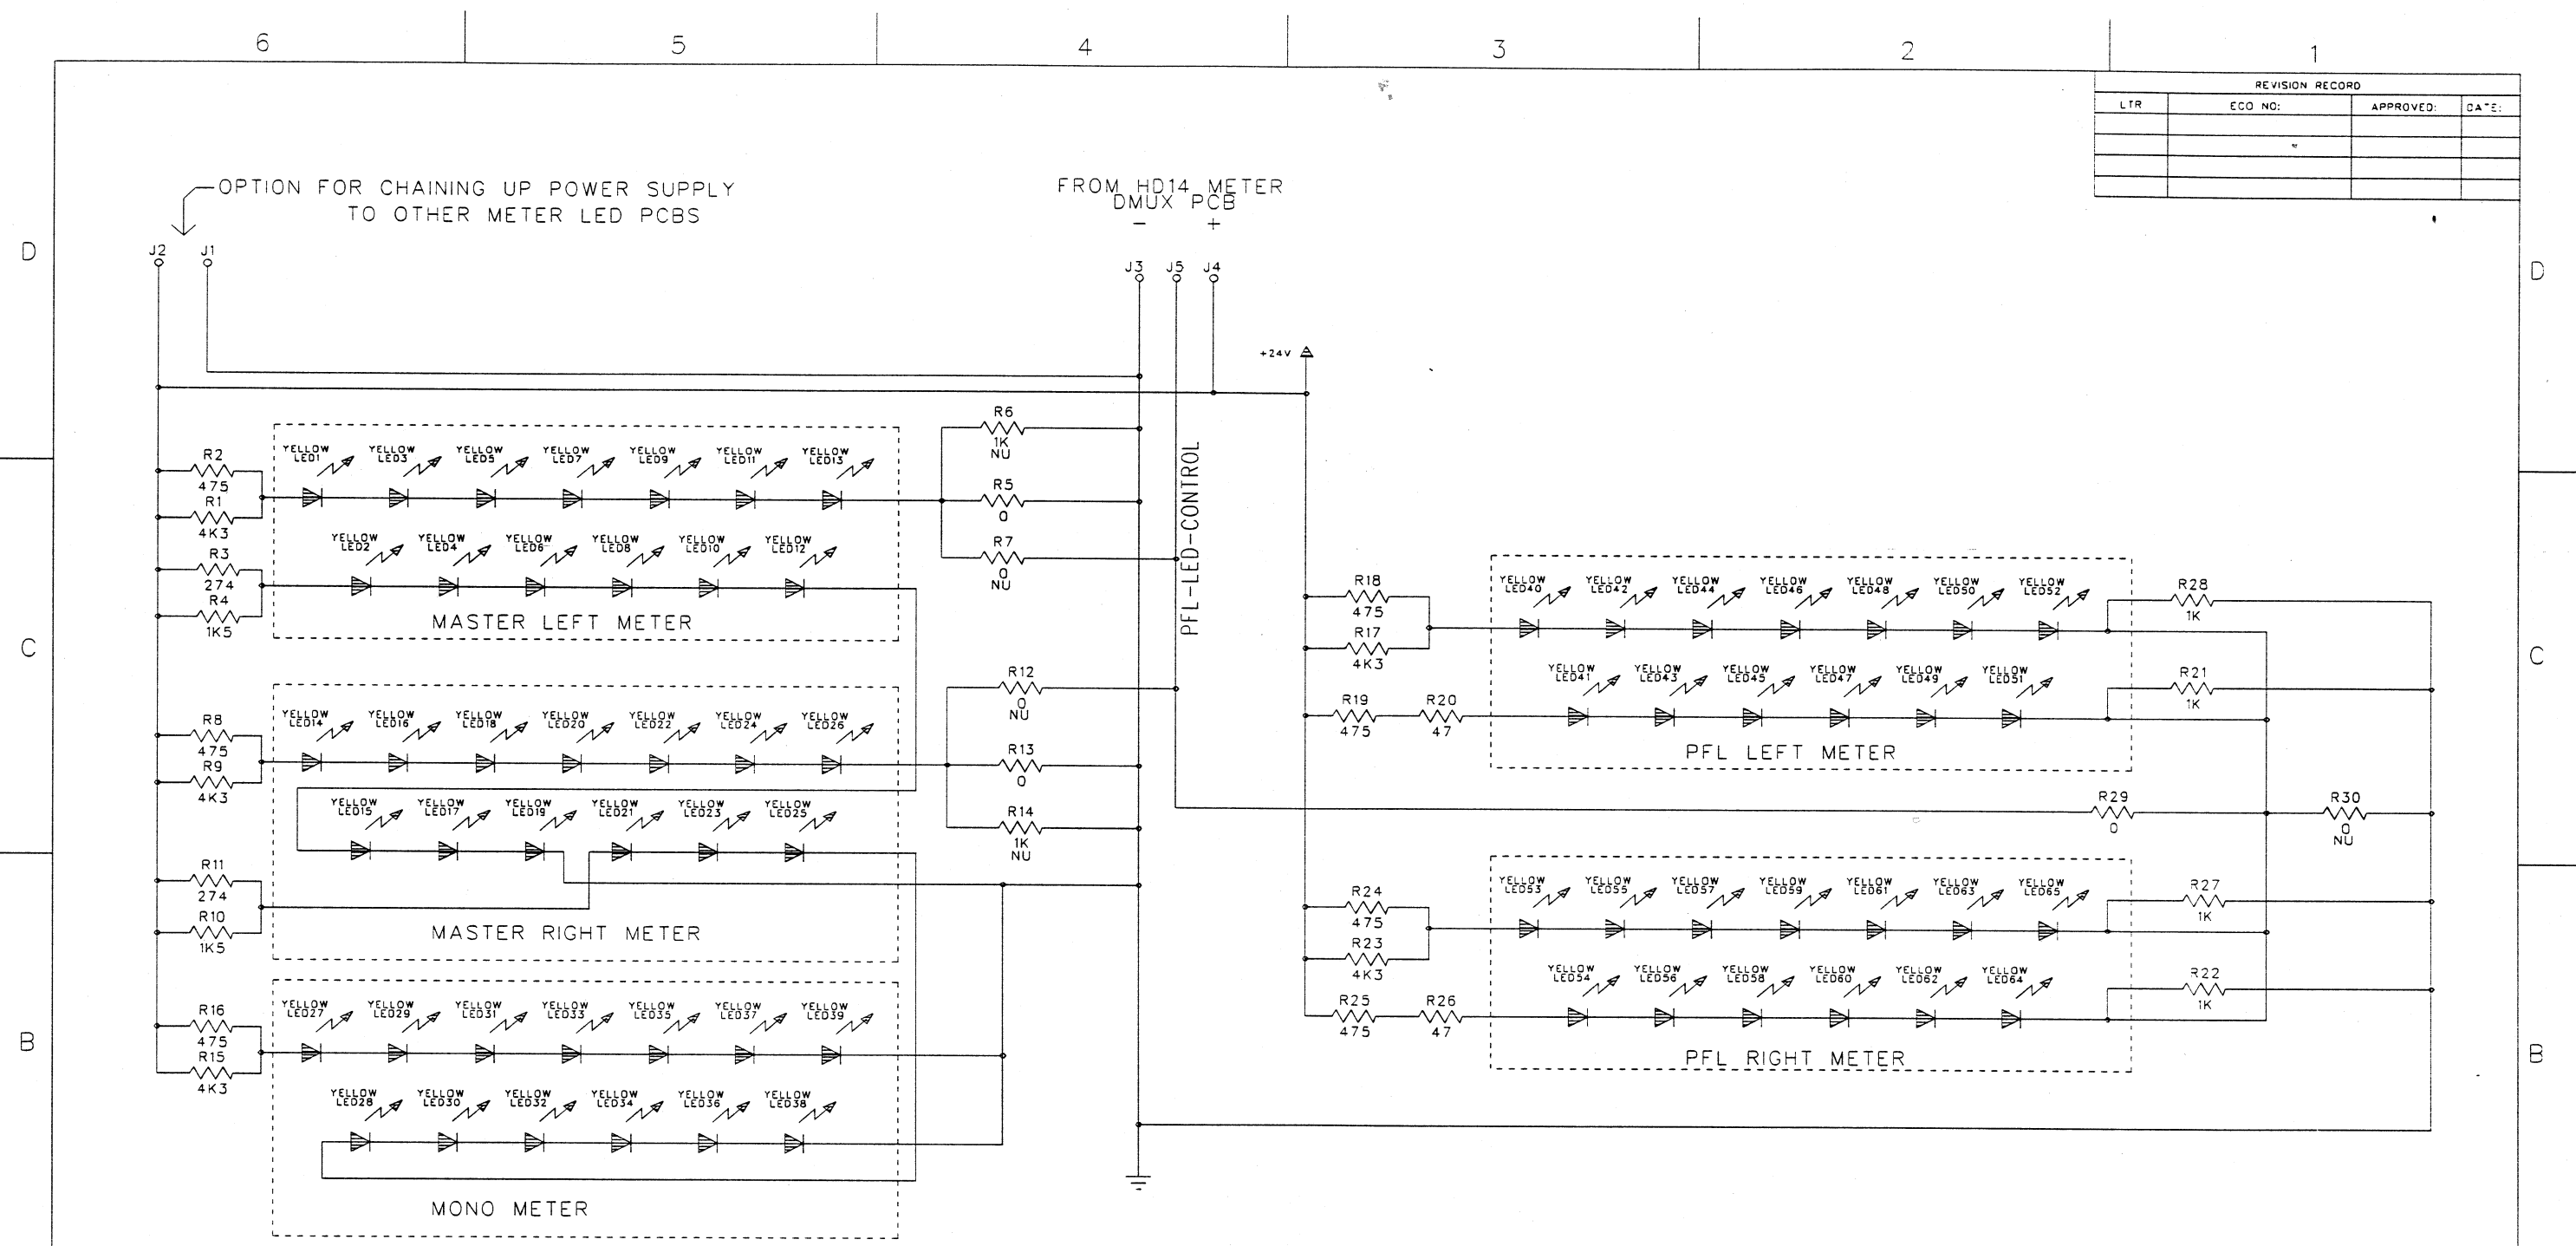 6 5 4 3 2 1
REVISION RECORD
LTR ECO NO: APPROVED: DATE:
OPTION FOR CHAINING UP POWER SUPPLY
TO OTHER METER LED PCBS
FROM HD14 METER
DMUX PCB
- +
D D
J2 J1
J3 J5 J4
+24V
PFL-LED-CONTROL
R2
475
R1
4K3
R3
274
R4
1K5
YELLOW LED1
YELLOW LED3
YELLOW LED5
YELLOW LED7
YELLOW LED9
YELLOW LED11
YELLOW LED13
YELLOW LED2
YELLOW LED4
YELLOW LED6
YELLOW LED8
YELLOW LED10
YELLOW LED12
MASTER LEFT METER
R6
1K
NU
R5
0
R7
0
NU
C C
R8
475
R9
4K3
R11
274
R10
1K5
YELLOW LED14
YELLOW LED16
YELLOW LED18
YELLOW LED20
YELLOW LED22
YELLOW LED24
YELLOW LED26
YELLOW LED15
YELLOW LED17
YELLOW LED19
YELLOW LED21
YELLOW LED23
YELLOW LED25
MASTER RIGHT METER
R12
0
NU
R13
0
R14
1K
NU
R16
475
R15
4K3
YELLOW LED27
YELLOW LED29
YELLOW LED31
YELLOW LED33
YELLOW LED35
YELLOW LED37
YELLOW LED39
YELLOW LED28
YELLOW LED30
YELLOW LED32
YELLOW LED34
YELLOW LED36
YELLOW LED38
MONO METER
R18
475
R17
4K3
R19
475
R20
47
YELLOW LED40
YELLOW LED42
YELLOW LED44
YELLOW LED46
YELLOW LED48
YELLOW LED50
YELLOW LED52
YELLOW LED41
YELLOW LED43
YELLOW LED45
YELLOW LED47
YELLOW LED49
YELLOW LED51
PFL LEFT METER
R28
1K
R21
1K
R29
0
R30
0
NU
R24
475
R23
4K3
R25
475
R26
47
YELLOW LED53
YELLOW LED55
YELLOW LED57
YELLOW LED59
YELLOW LED61
YELLOW LED63
YELLOW LED65
YELLOW LED54
YELLOW LED56
YELLOW LED58
YELLOW LED60
YELLOW LED62
YELLOW LED64
PFL RIGHT METER
R27
1K
R22
1K
B B